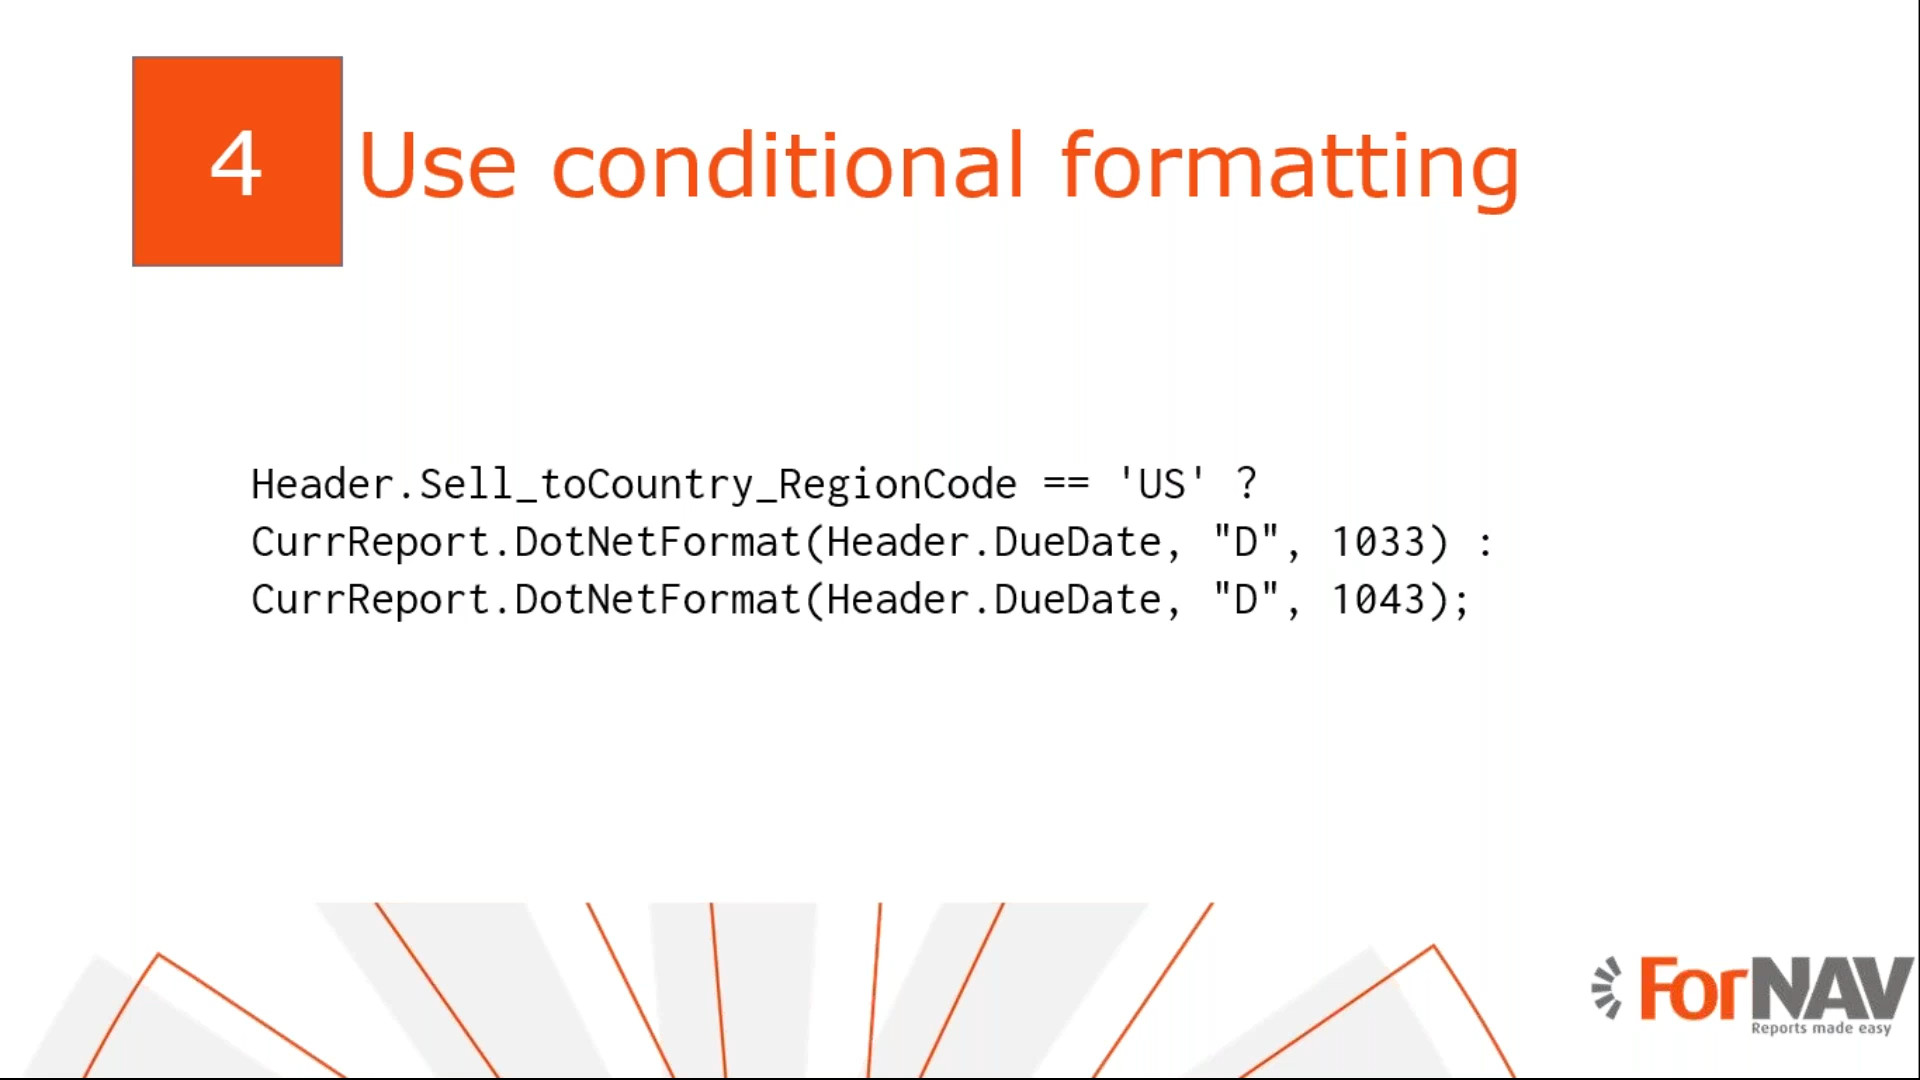 4
Use conditional formatting
Header.Sell_toCountry_RegionCode == 'US' ?
CurrReport.DotNetFormat(Header.DueDate, "D", 1033) :
CurrReport.DotNetFormat(Header.DueDate, "D", 1043);
ForNAV
Reports made easy